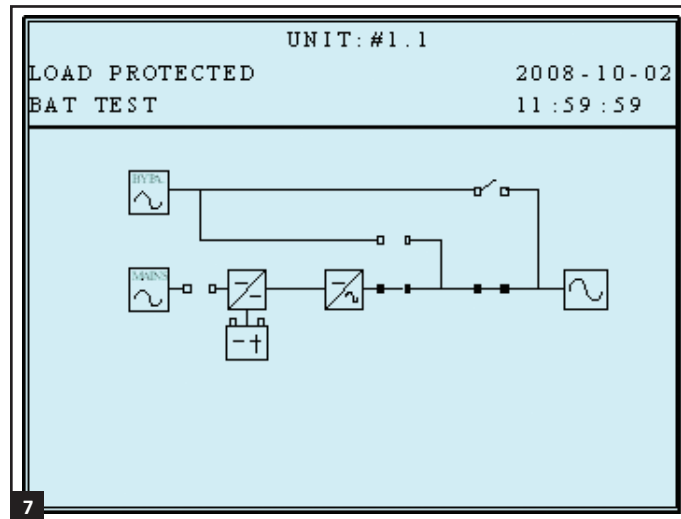 UNIT:#1.1
LOAD PROTECTED 2008-10-02
BAT TEST 11:59:59
BYPA.
MAINS
7